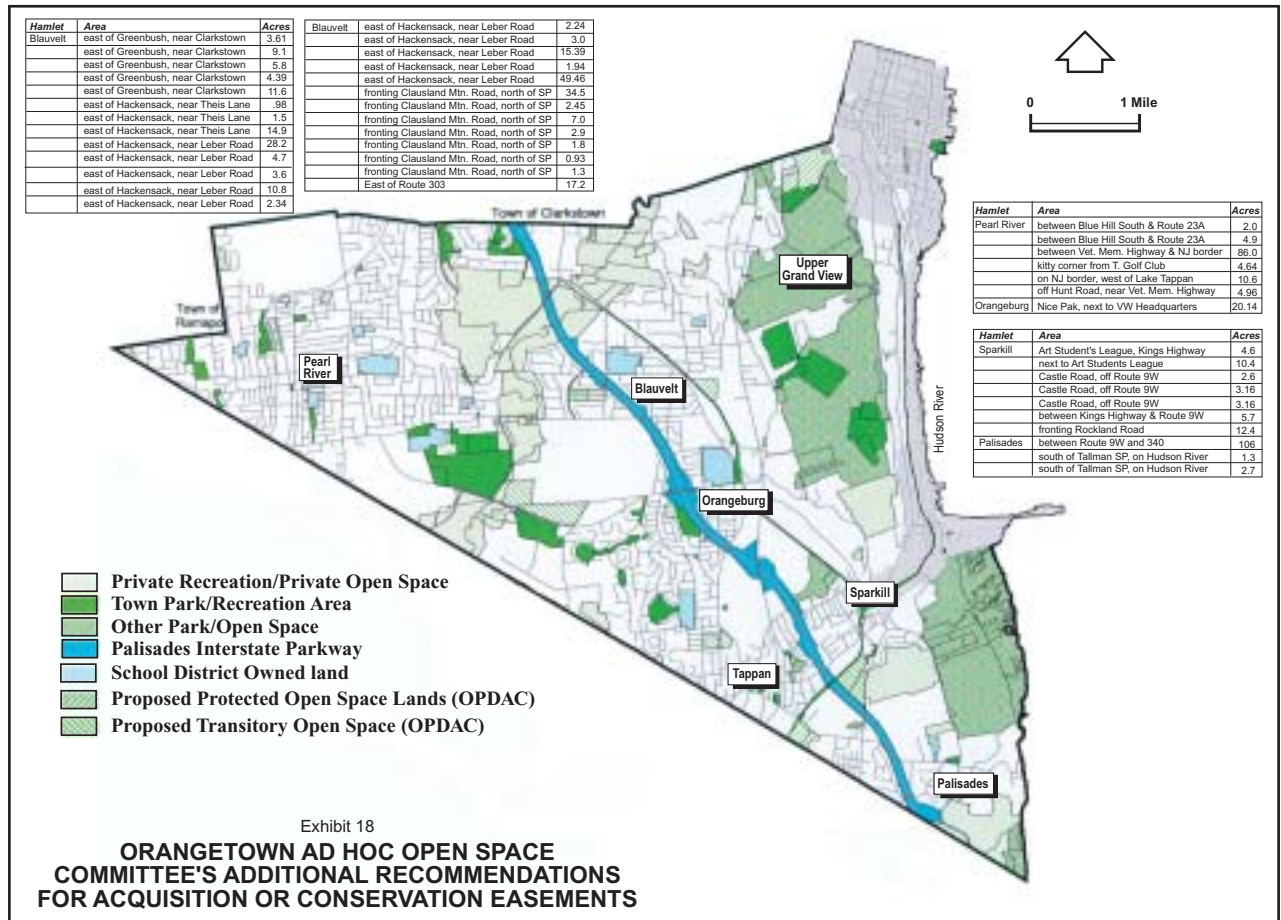 Hamlet Area Acres
Blauvelt east of Greenbush, near Clarkstown 3.61
east of Greenbush, near Clarkstown 9.1
east of Greenbush, near Clarkstown 5.8
east of Greenbush, near Clarkstown 4.39
east of Greenbush, near Clarkstown 11.6
east of Hackensack, near Theis Lane .98
east of Hackensack, near Theis Lane 1.5
east of Hackensack, near Theis Lane 14.9
east of Hackensack, near Leber Road 28.2
east of Hackensack, near Leber Road 4.7
east of Hackensack, near Leber Road 3.6
east of Hackensack, near Leber Road 10.8
east of Hackensack, near Leber Road 2.34
Blauvelt east of Hackensack, near Leber Road 2.24
east of Hackensack, near Leber Road 3.0
east of Hackensack, near Leber Road 15.39
east of Hackensack, near Leber Road 1.94
east of Hackensack, near Leber Road 49.46
fronting Clausland Mtn. Road, north of SP 34.5
fronting Clausland Mtn. Road, north of SP 2.45
fronting Clausland Mtn. Road, north of SP 7.0
fronting Clausland Mtn. Road, north of SP 2.9
fronting Clausland Mtn. Road, north of SP 1.8
fronting Clausland Mtn. Road, north of SP 0.93
fronting Clausland Mtn. Road, north of SP 1.3
East of Route 303 17.2
0 1 Mile
Hamlet Area Acres
Pearl River between Blue Hill South & Route 23A 2.0
between Blue Hill South & Route 23A 4.9
between Vet. Mem. Highway & NJ border 86.0
kitty corner from T. Golf Club 4.64
on NJ border, west of Lake Tappan 10.6
off Hunt Road, near Vet. Mem. Highway 4.96
Orangeburg Nice Pak, next to VW Headquarters 20.14
Hamlet Area Acres
Sparkill Art Student's League, Kings Highway 4.6
next to Art Students League 10.4
Castle Road, off Route 9W 2.6
Castle Road, off Route 9W 3.16
Castle Road, off Route 9W 3.16
between Kings Highway & Route 9W 5.7
fronting Rockland Road 12.4
Palisades between Route 9W and 340 106
south of Tallman SP, on Hudson River 1.3
south of Tallman SP, on Hudson River 2.7
Town of Clarkstown
Town of
Ramapo
Upper
Grand View
Pearl
River
Blauvelt
Hudson River
Orangeburg
Sparkill
Tappan
Palisades
Private Recreation/Private Open Space
Town Park/Recreation Area
Other Park/Open Space
Palisades Interstate Parkway
School District Owned land
Proposed Protected Open Space Lands (OPDAC)
Proposed Transitory Open Space (OPDAC)
Exhibit 18
ORANGETOWN AD HOC OPEN SPACE
COMMITTEE'S ADDITIONAL RECOMMENDATIONS
FOR ACQUISITION OR CONSERVATION EASEMENTS